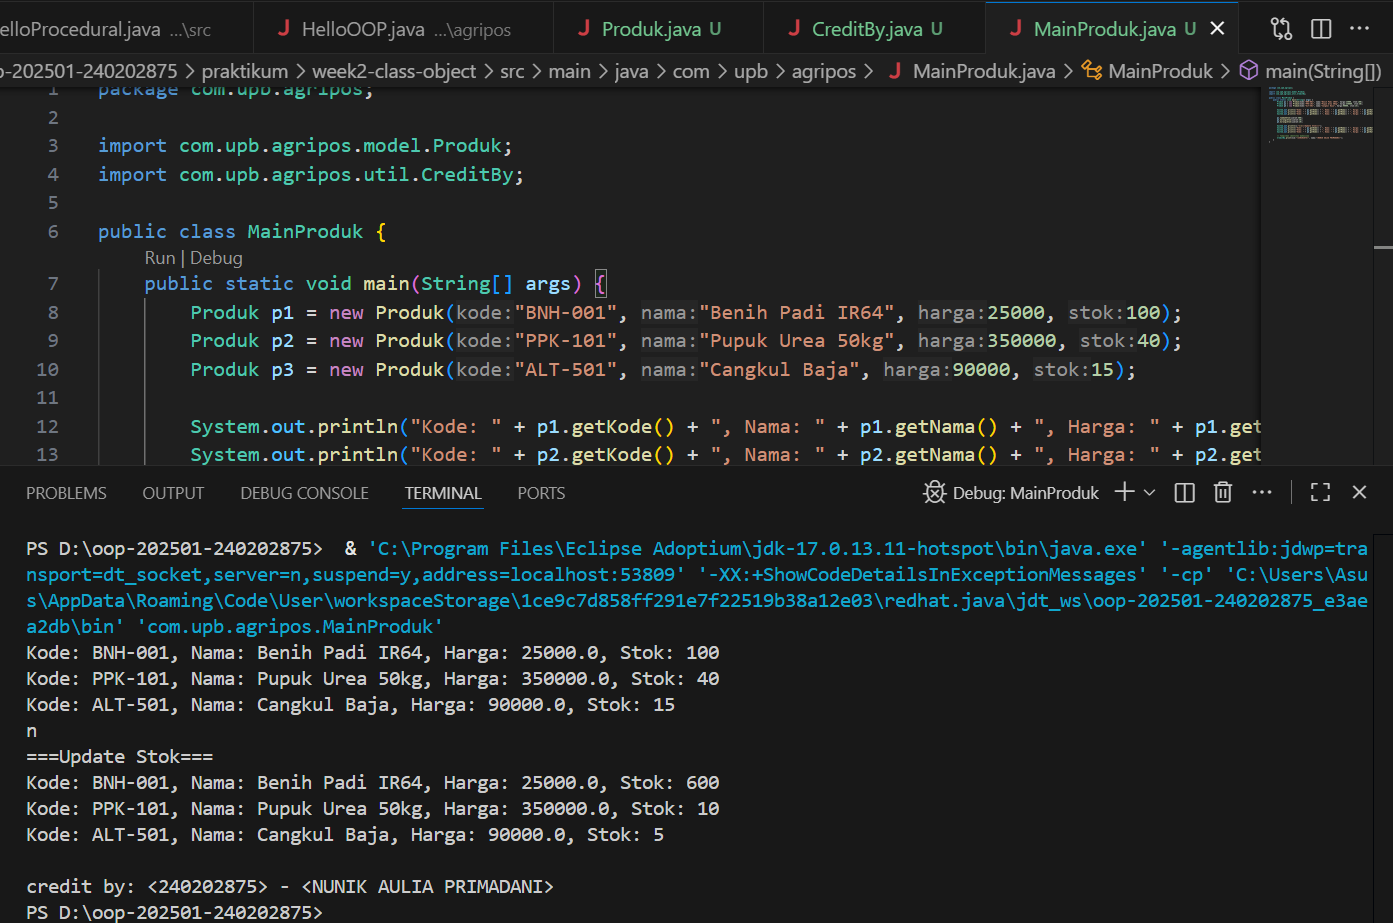 elloProcedural.java ...\src HelloOOP.java ...\agripos Produk.java U CreditBy.java U MainProduk.java U
p-202501-240202875 > praktikum > week2-class-object > src > main > java > com > upb > agripos > MainProduk.java > MainProduk > main(String[])
1 package com.upb.agripos;
2
3 import com.upb.agripos.model.Produk;
4 import com.upb.agripos.util.CreditBy;
5
6 public class MainProduk {
Run | Debug
7 public static void main(String[] args) {
8 Produk p1 = new Produk(kode:"BNH-001", nama:"Benih Padi IR64", harga:25000, stok:100);
9 Produk p2 = new Produk(kode:"PPK-101", nama:"Pupuk Urea 50kg", harga:350000, stok:40);
10 Produk p3 = new Produk(kode:"ALT-501", nama:"Cangkul Baja", harga:90000, stok:15);
11
12 System.out.println("Kode: " + p1.getKode() + ", Nama: " + p1.getNama() + ", Harga: " + p1.get
13 System.out.println("Kode: " + p2.getKode() + ", Nama: " + p2.getNama() + ", Harga: " + p2.get
PROBLEMS OUTPUT DEBUG CONSOLE TERMINAL PORTS Debug: MainProduk
PS D:\oop-202501-240202875> & 'C:\Program Files\Eclipse Adoptium\jdk-17.0.13.11-hotspot\bin\java.exe' '-agentlib:jdwp=tra
nsport=dt_socket,server=n,suspend=y,address=localhost:53809' '-XX:+ShowCodeDetailsInExceptionMessages' '-cp' 'C:\Users\Asu
s\AppData\Roaming\Code\User\workspaceStorage\1ce9c7d858ff291e7f22519b38a12e03\redhat.java\jdt_ws\oop-202501-240202875_e3ae
a2db\bin' 'com.upb.agripos.MainProduk'
Kode: BNH-001, Nama: Benih Padi IR64, Harga: 25000.0, Stok: 100
Kode: PPK-101, Nama: Pupuk Urea 50kg, Harga: 350000.0, Stok: 40
Kode: ALT-501, Nama: Cangkul Baja, Harga: 90000.0, Stok: 15
n
===Update Stok===
Kode: BNH-001, Nama: Benih Padi IR64, Harga: 25000.0, Stok: 600
Kode: PPK-101, Nama: Pupuk Urea 50kg, Harga: 350000.0, Stok: 10
Kode: ALT-501, Nama: Cangkul Baja, Harga: 90000.0, Stok: 5
credit by: <240202875> - <NUNIK AULIA PRIMADANI>
PS D:\oop-202501-240202875>